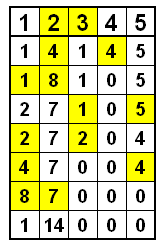 1 2 3 4 5
1 4 1 4 5
1 8 1 0 5
2 7 1 0 5
2 7 2 0 4
4 7 0 0 4
8 7 0 0 0
1 14 0 0 0